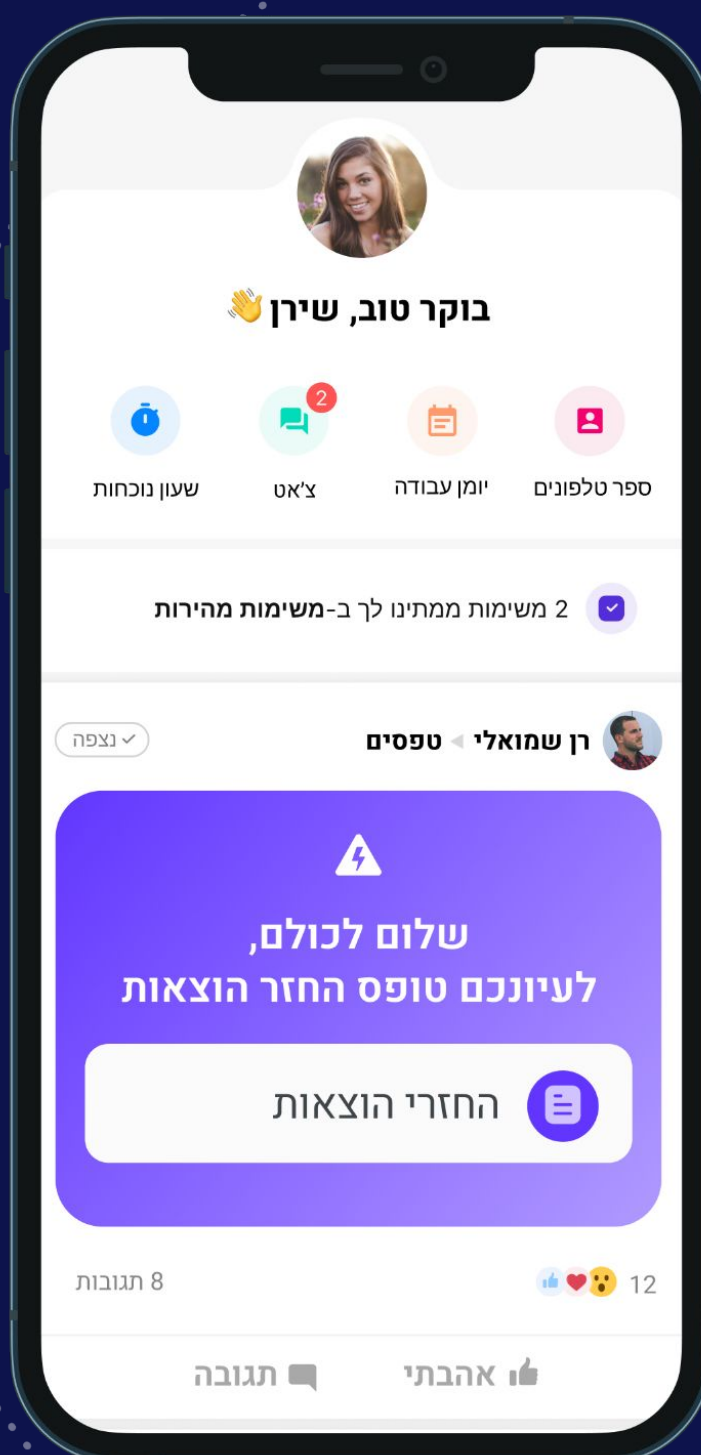 בוקר טוב, שירן 👋
2
ספר טלפונים
יומן עבודה
צ'אט
שעון נוכחות
2 משימות ממתינו לך ב-משימות מהירות
רן שמואלי ◂ טפסים
נצפה
שלום לכולם,
לעיונכם טופס החזר הוצאות
החזרי הוצאות
12
8 תגובות
אהבתי
תגובה